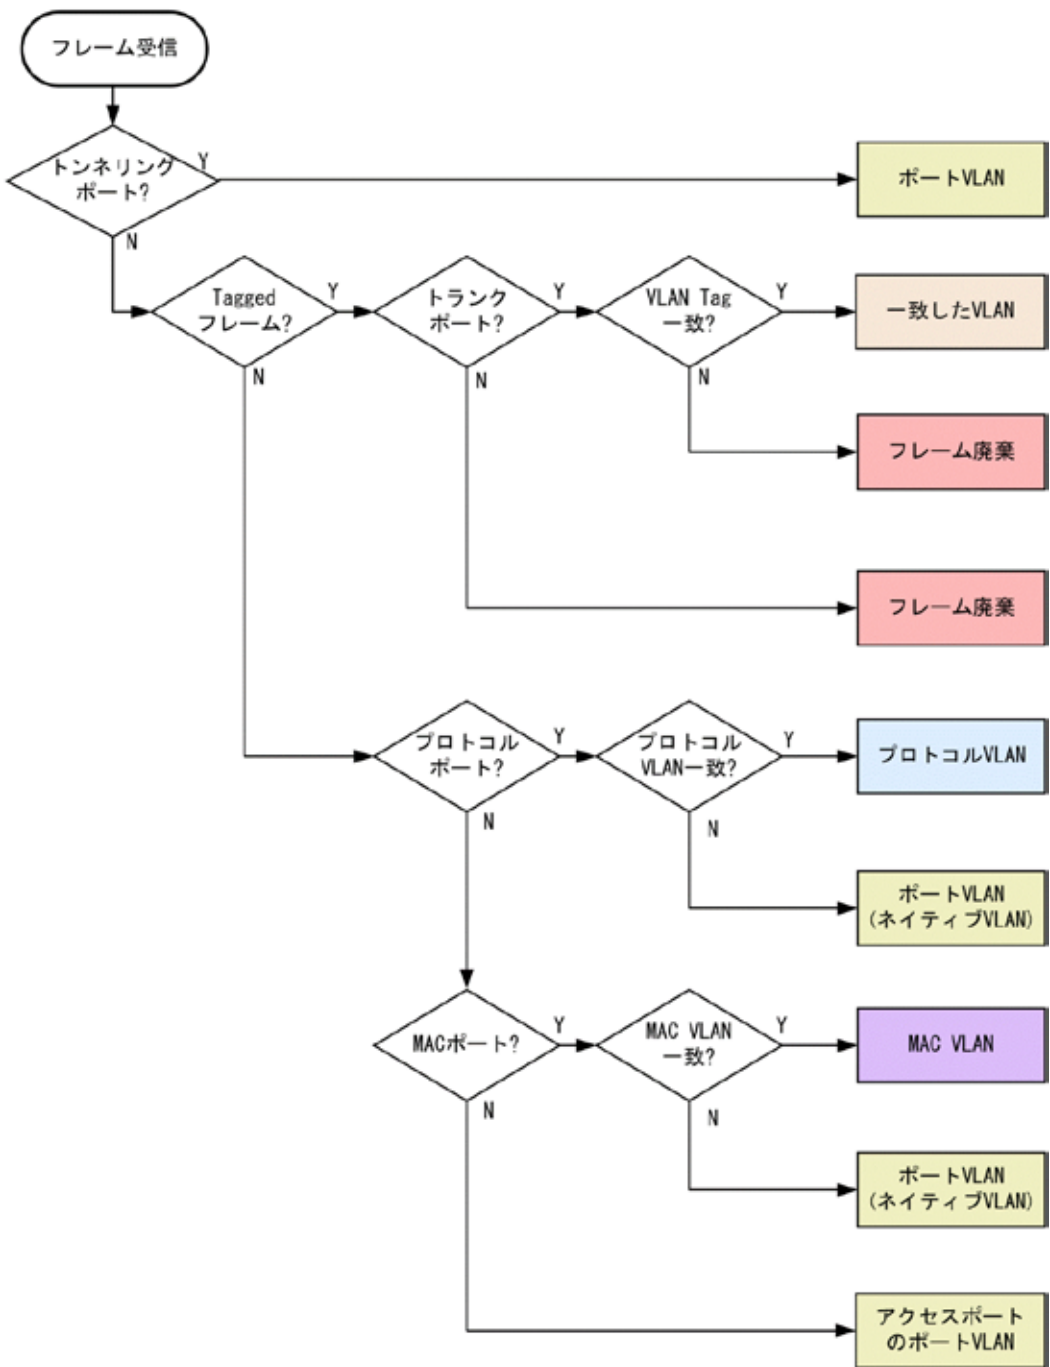 フレーム受信
トンネリング
ポート?
Y
ポートVLAN
N
Tagged
フレーム?
Y
トランク
ポート?
Y
VLAN Tag
一致?
Y
一致したVLAN
N
N
N
フレーム廃棄
フレーム廃棄
プロトコル
ポート?
Y
プロトコル
VLAN一致?
Y
プロトコルVLAN
N
N
ポートVLAN
(ネイティブVLAN)
MACポート?
Y
MAC VLAN
一致?
Y
MAC VLAN
N
N
ポートVLAN
(ネイティブVLAN)
アクセスポート
のポートVLAN